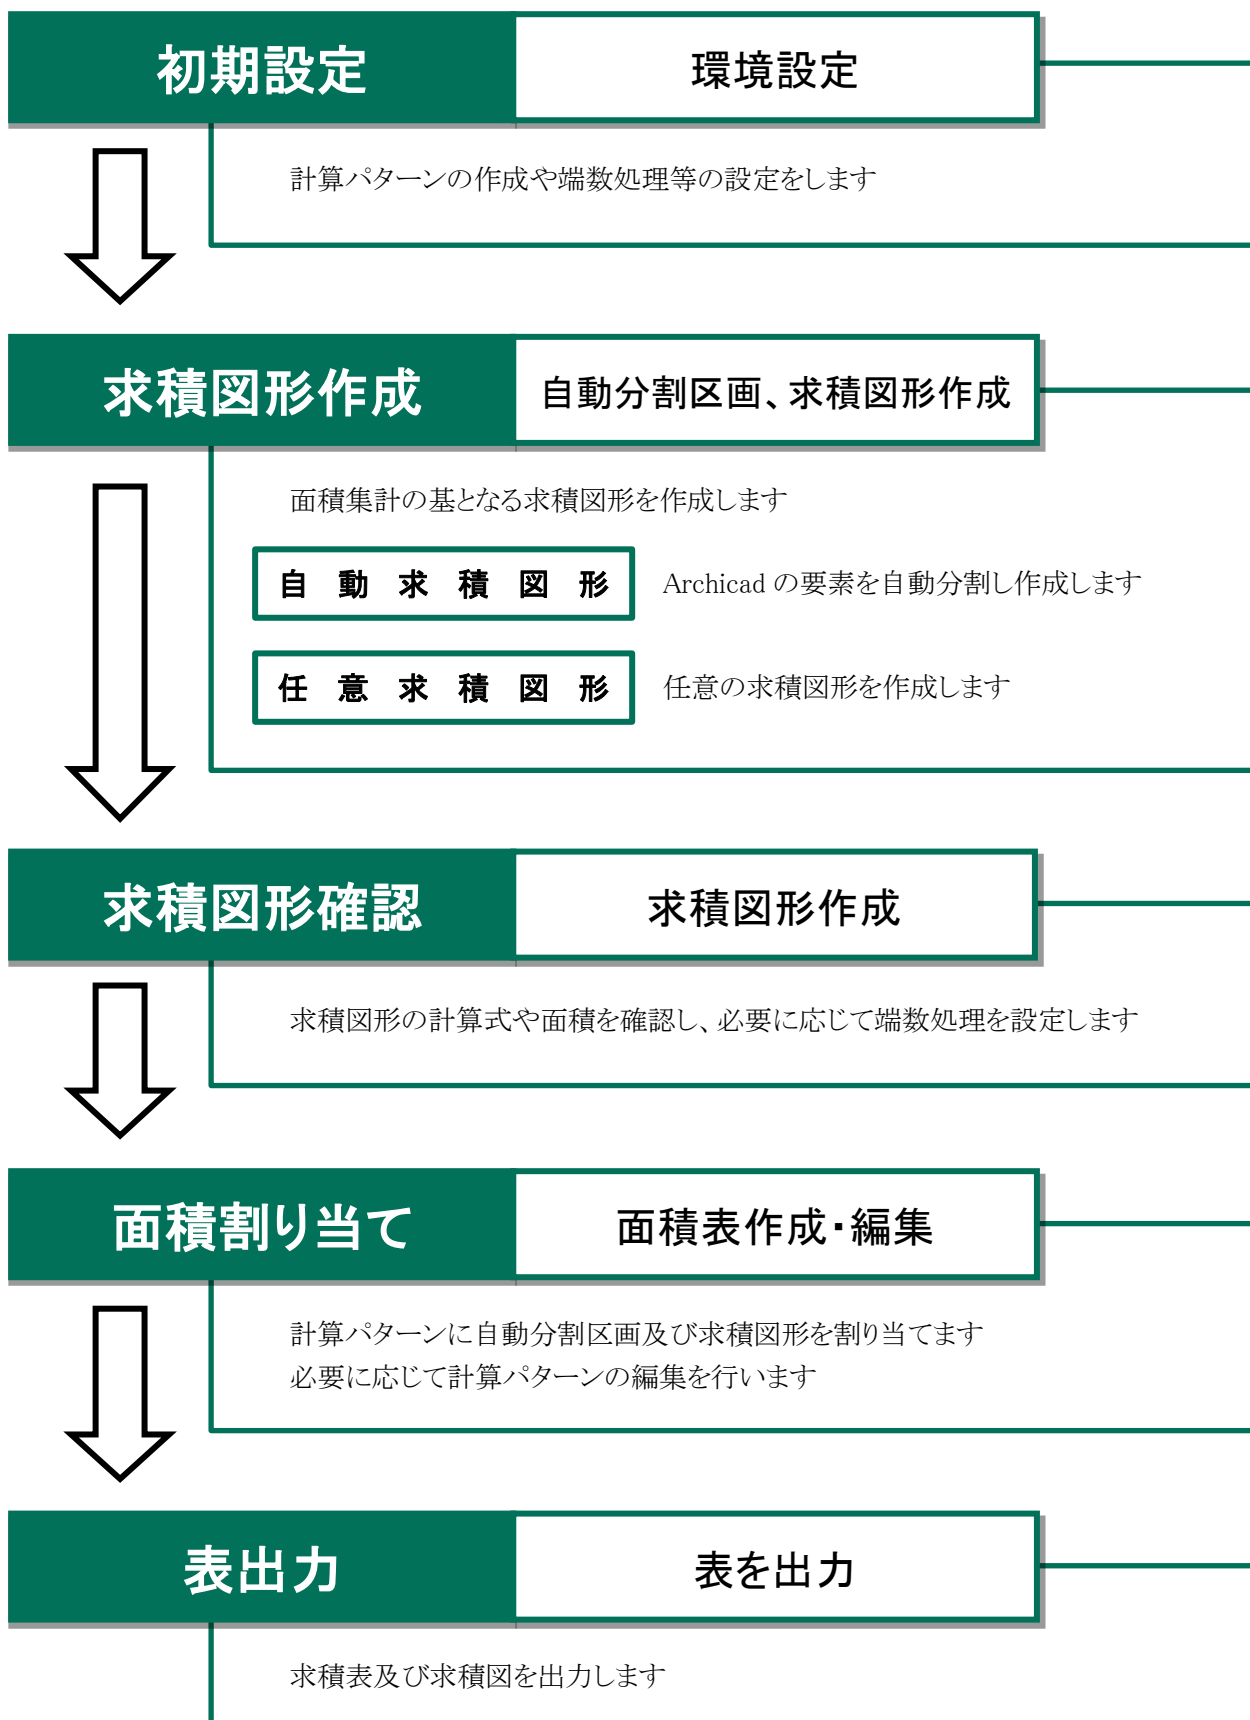 初期設定
環境設定
計算パターンの作成や端数処理等の設定をします
求積図形作成
自動分割区画、求積図形作成
面積集計の基となる求積図形を作成します
自動求積図形
Archicad の要素を自動分割し作成します
任意求積図形
任意の求積図形を作成します
求積図形確認
求積図形作成
求積図形の計算式や面積を確認し、必要に応じて端数処理を設定します
面積割り当て
面積表作成・編集
計算パターンに自動分割区画及び求積図形を割り当てます
必要に応じて計算パターンの編集を行います
表出力
表を出力
求積表及び求積図を出力します